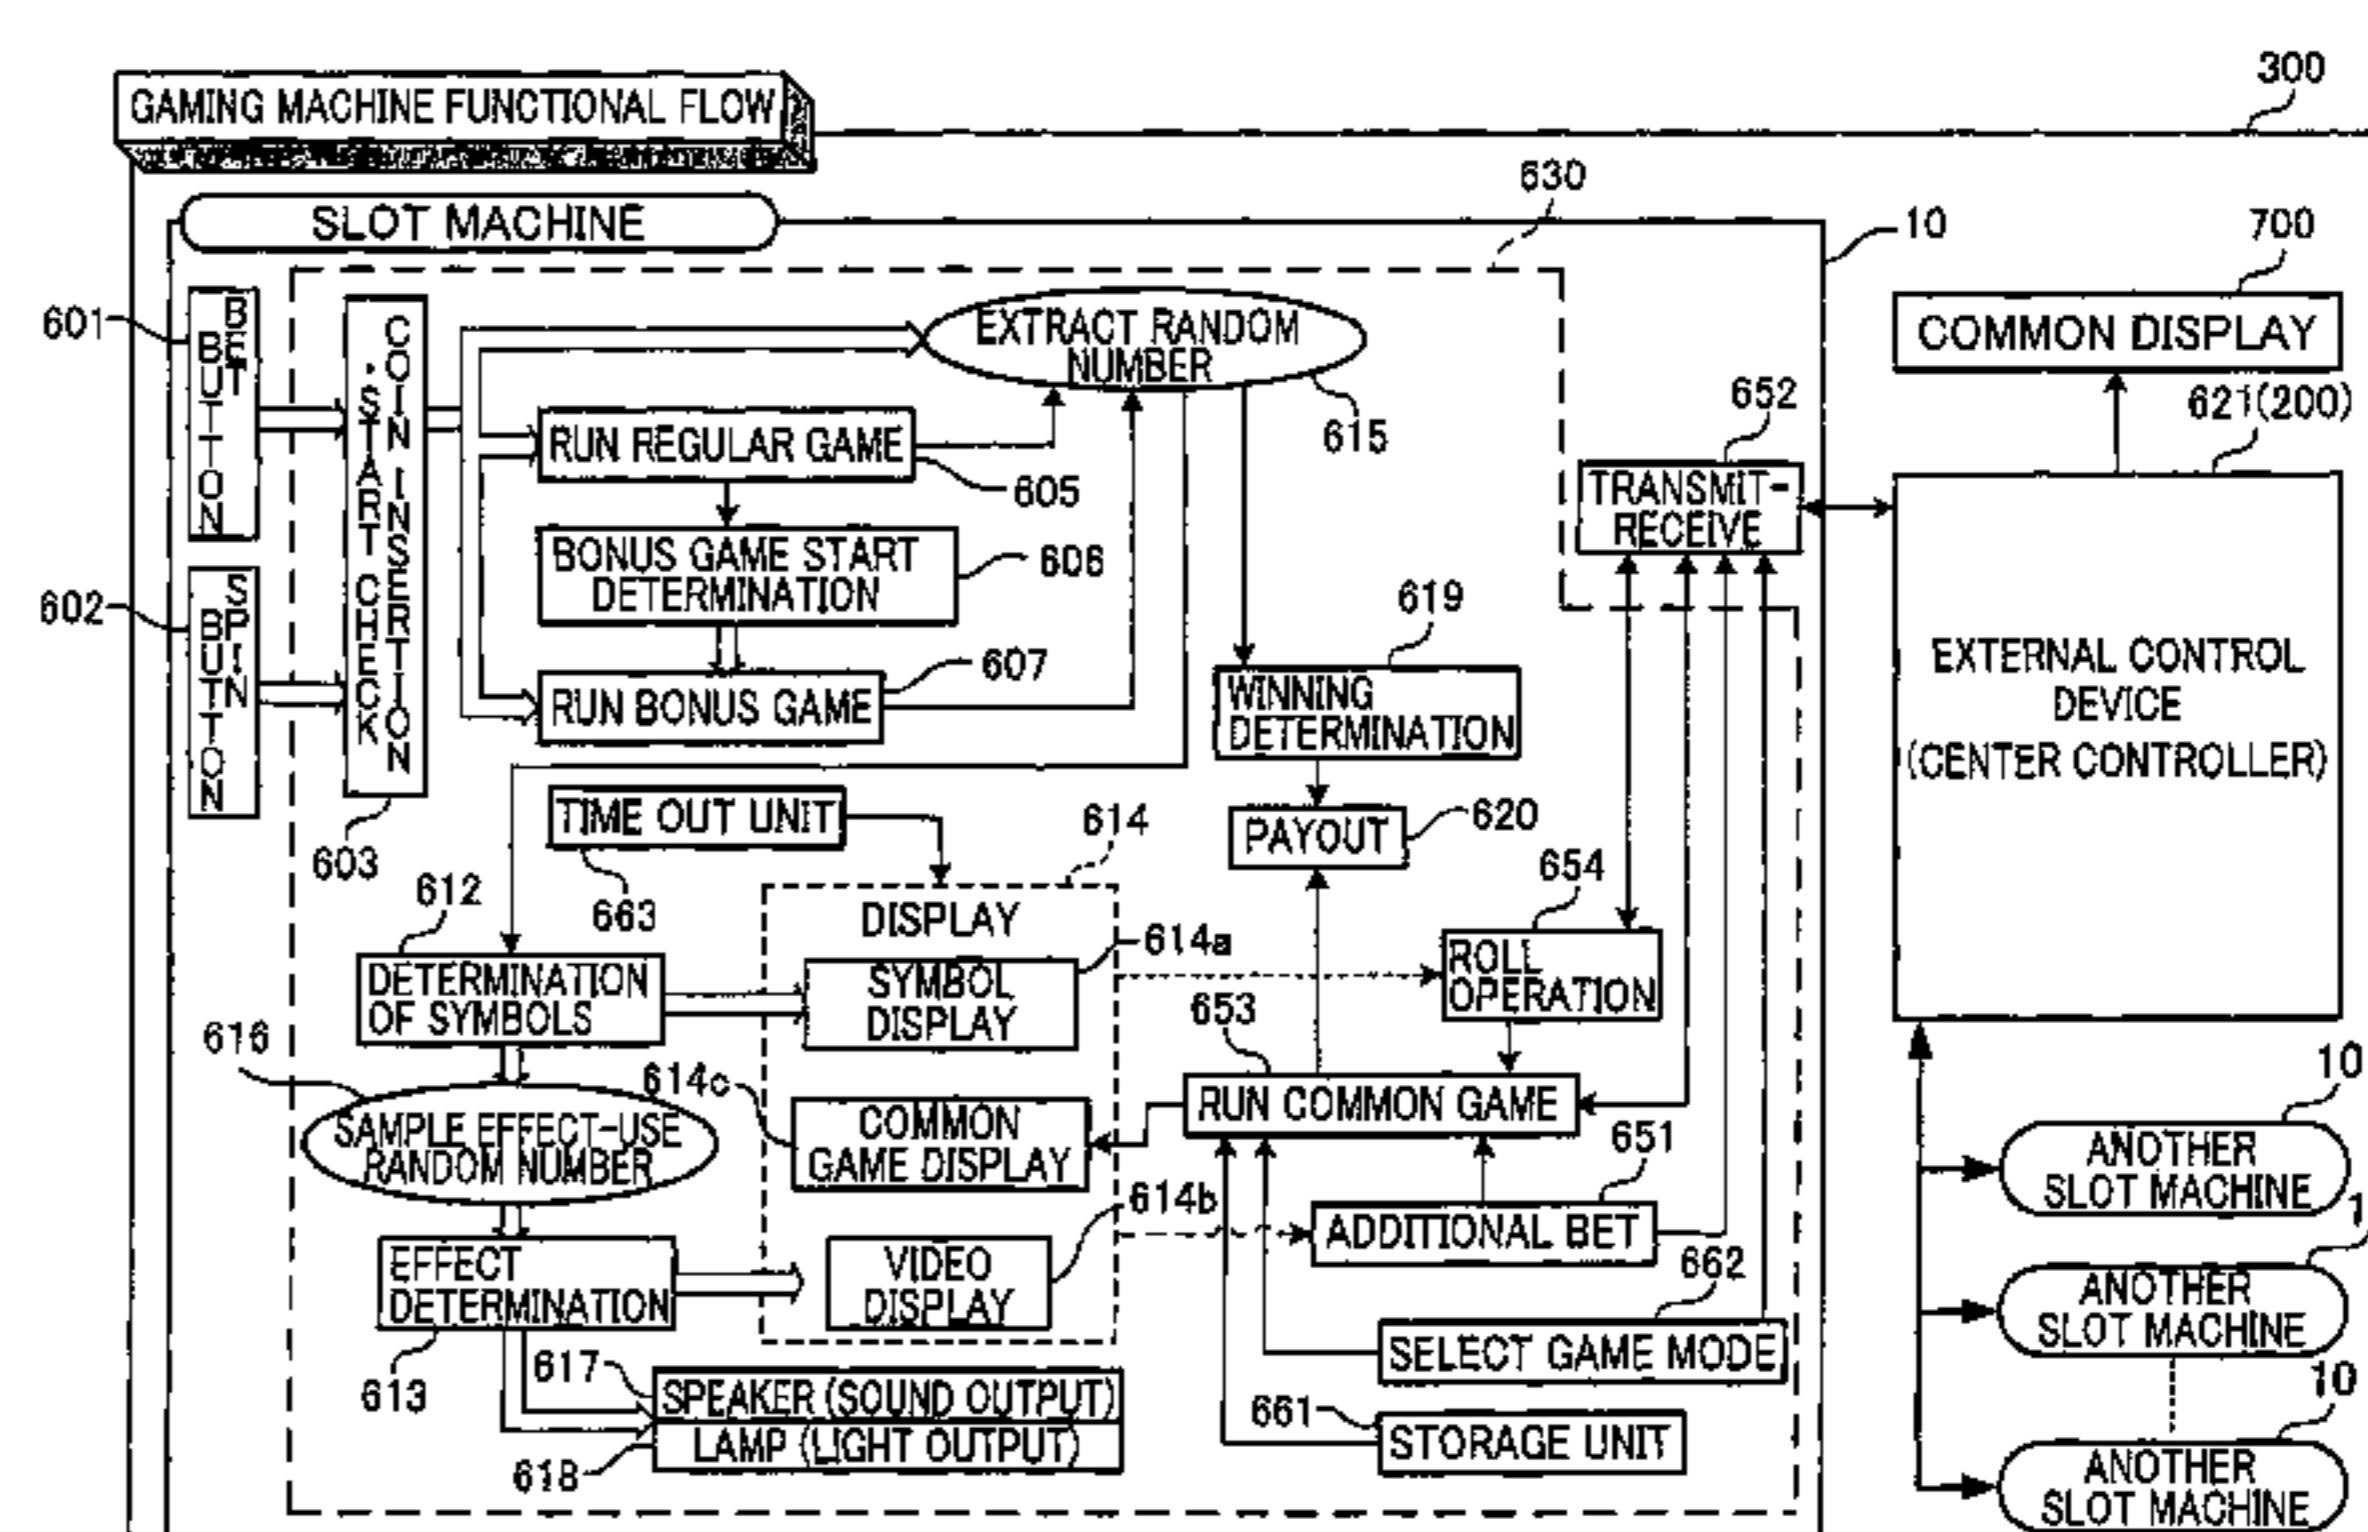 GAMING MACHINE FUNCTIONAL FLOW
300
SLOT MACHINE
630
10
700
COMMON DISPLAY
621(200)
601
BET
BUTTON
602
SPIN
BUTTON
COIN INSERTION
・START CHECK
603
EXTRACT RANDOM
NUMBER
615
RUN REGULAR GAME
605
BONUS GAME START
DETERMINATION
606
RUN BONUS GAME
607
652
TRANSMIT-
RECEIVE
EXTERNAL CONTROL
DEVICE
(CENTER CONTROLLER)
619
WINNING
DETERMINATION
PAYOUT
620
TIME OUT UNIT
663
614
DISPLAY
614a
SYMBOL
DISPLAY
612
DETERMINATION
OF SYMBOLS
654
ROLL
OPERATION
653
RUN COMMON GAME
616
SAMPLE EFFECT-USE
RANDOM NUMBER
614c
COMMON
GAME DISPLAY
614b
VIDEO
DISPLAY
651
ADDITIONAL BET
662
SELECT GAME MODE
661
STORAGE UNIT
EFFECT
DETERMINATION
613
617
SPEAKER (SOUND OUTPUT)
LAMP (LIGHT OUTPUT)
618
10
ANOTHER
SLOT MACHINE
1
ANOTHER
SLOT MACHINE
10
ANOTHER
SLOT MACHINE